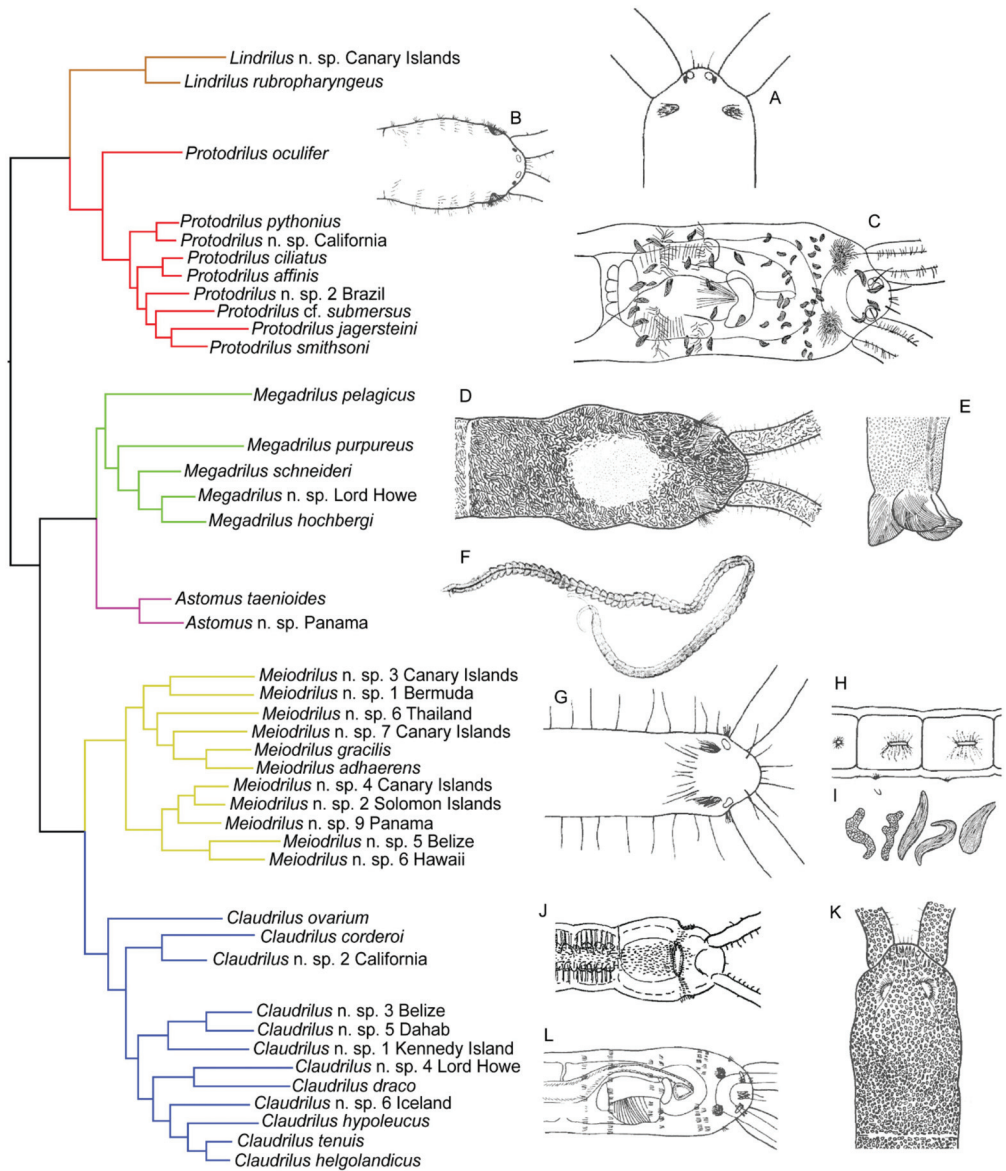 Lindrilus n. sp. Canary Islands
Lindrilus rubropharyngeus
A
B
Protodrilus oculifer
C
Protodrilus pythonius
Protodrilus n. sp. California
Protodrilus ciliatus
Protodrilus affinis
Protodrilus n. sp. 2 Brazil
Protodrilus cf. submersus
Protodrilus jagersteini
Protodrilus smithsoni
Megadrilus pelagicus
D
E
Megadrilus purpureus
Megadrilus schneideri
Megadrilus n. sp. Lord Howe
Megadrilus hochbergi
F
Astomus taenioides
Astomus n. sp. Panama
Meiodrilus n. sp. 3 Canary Islands
G
H
Meiodrilus n. sp. 1 Bermuda
Meiodrilus n. sp. 6 Thailand
Meiodrilus n. sp. 7 Canary Islands
Meiodrilus gracilis
Meiodrilus adhaerens
Meiodrilus n. sp. 4 Canary Islands
I
Meiodrilus n. sp. 2 Solomon Islands
Meiodrilus n. sp. 9 Panama
Meiodrilus n. sp. 5 Belize
Meiodrilus n. sp. 6 Hawaii
J
K
Claudrilus ovarium
Claudrilus corderoi
Claudrilus n. sp. 2 California
Claudrilus n. sp. 3 Belize
Claudrilus n. sp. 5 Dahab
L
Claudrilus n. sp. 1 Kennedy Island
Claudrilus n. sp. 4 Lord Howe
Claudrilus draco
Claudrilus n. sp. 6 Iceland
Claudrilus hypoleucus
Claudrilus tenuis
Claudrilus helgolandicus